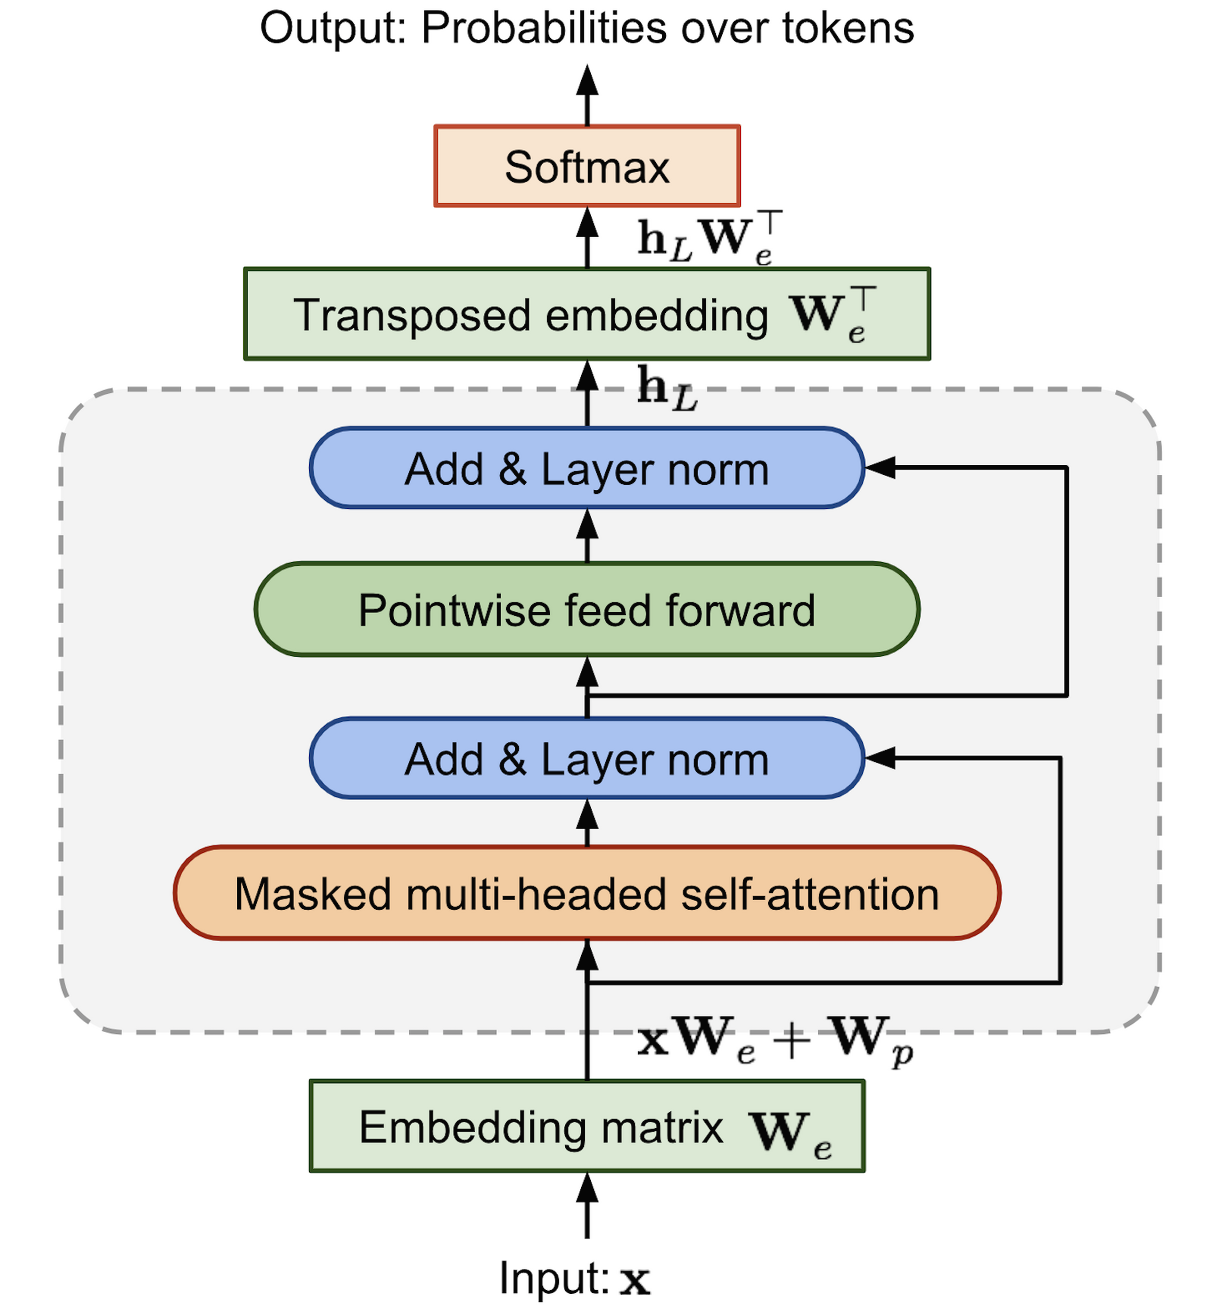 Output: Probabilities over tokens
Softmax
h_L W_e^⊤
Transposed embedding W_e^⊤
h_L
Add & Layer norm
Pointwise feed forward
Add & Layer norm
Masked multi-headed self-attention
xW_e + W_p
Embedding matrix W_e
Input: x